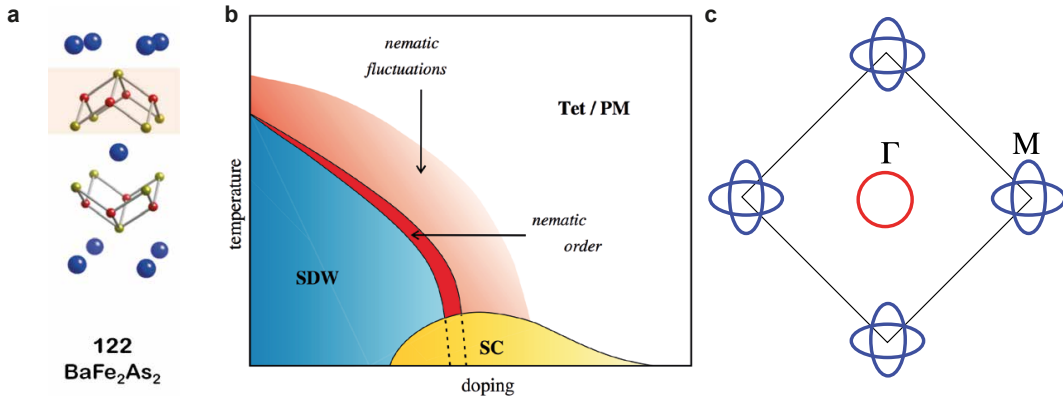 a
122
BaFe₂As₂
b
nematic
fluctuations
Tet / PM
nematic
order
SDW
SC
temperature
doping
c
Γ
M